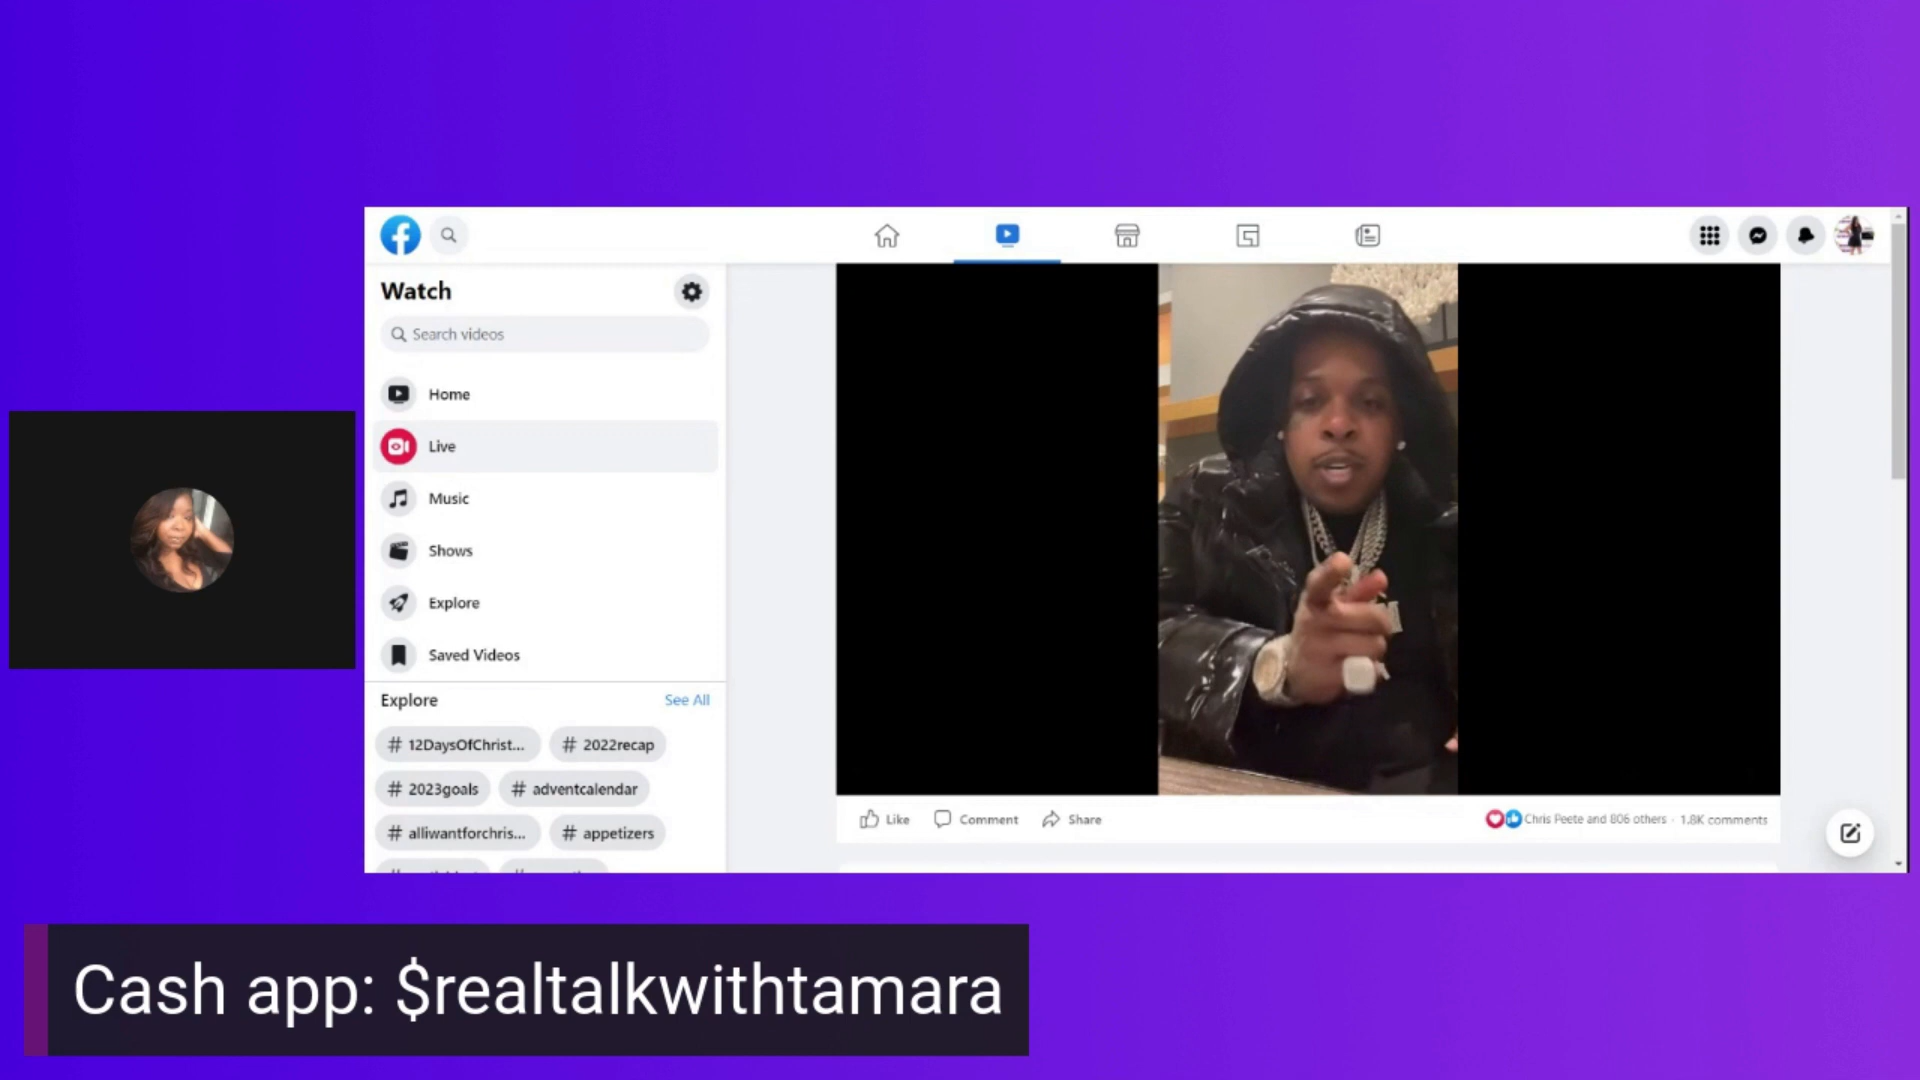 Watch
Search videos
Home
Live
Music
Shows
Explore
Saved Videos
Explore
See All
# 12DaysOfChrist...
# 2022recap
# 2023goals
# adventcalendar
# alliwantforchris...
# appetizers
Like
Comment
Share
Chris Peete and 806 others · 1.8K comments
Cash app: $realtalkwithtamara